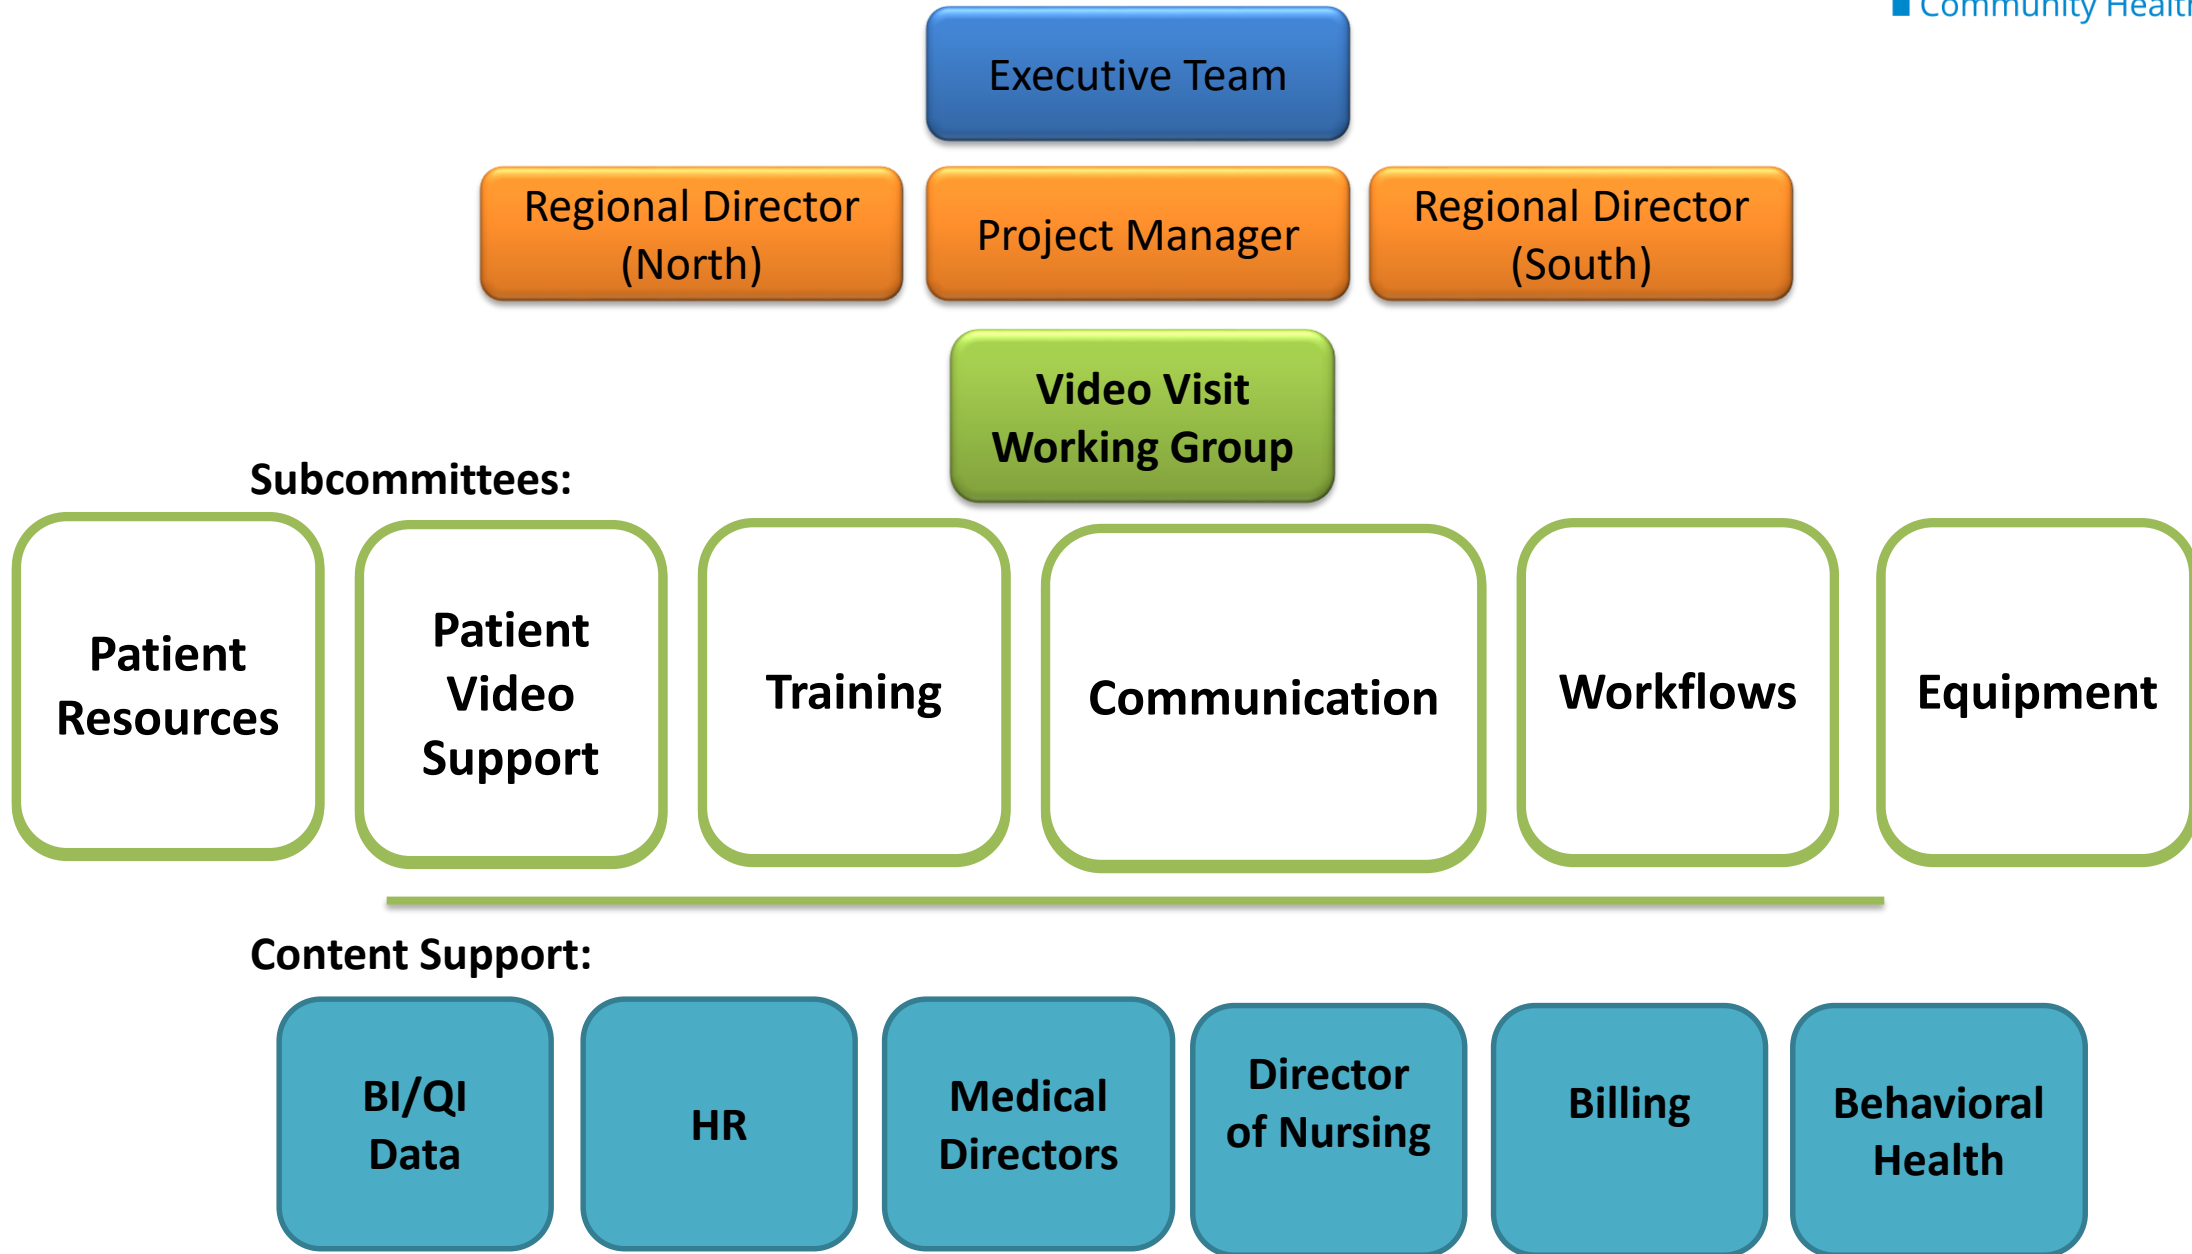 Community Health
Executive Team
Regional Director
(North)
Project Manager
Regional Director
(South)
Video Visit
Working Group
Subcommittees:
Patient
Resources
Patient
Video
Support
Training
Communication
Workflows
Equipment
Content Support:
BI/QI
Data
HR
Medical
Directors
Director
of Nursing
Billing
Behavioral
Health